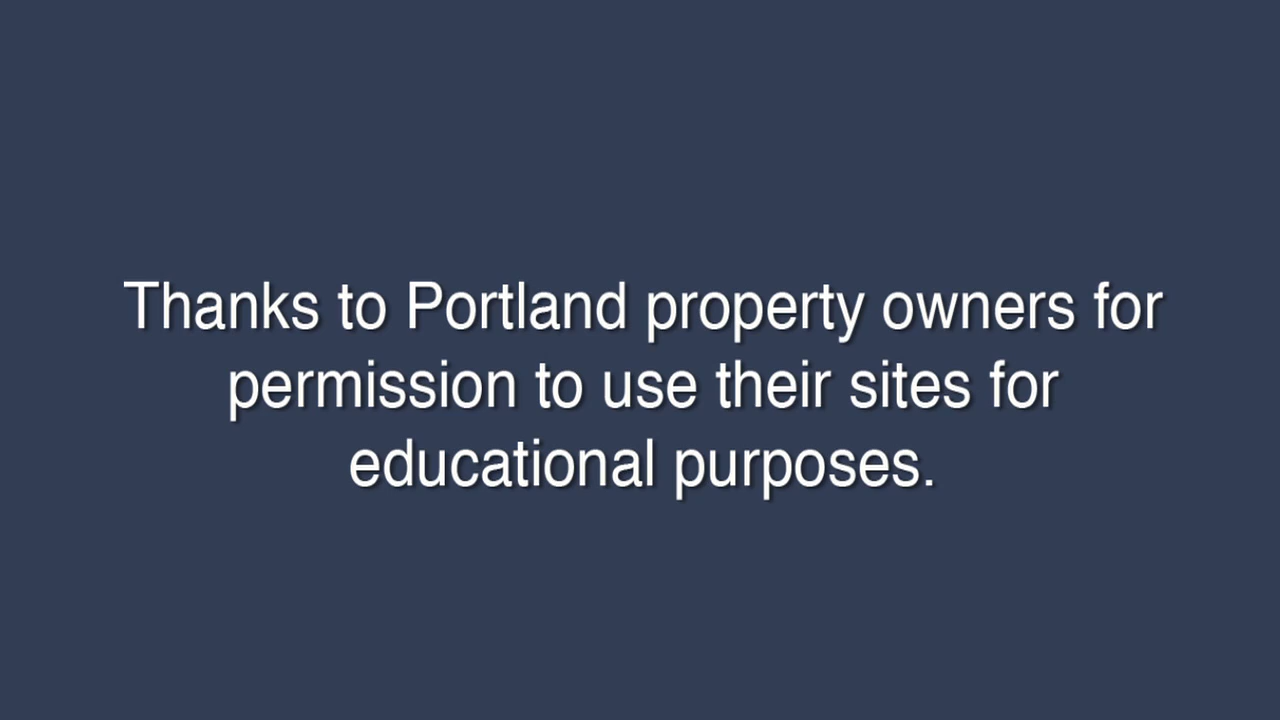 Thanks to Portland property owners for
permission to use their sites for
educational purposes.